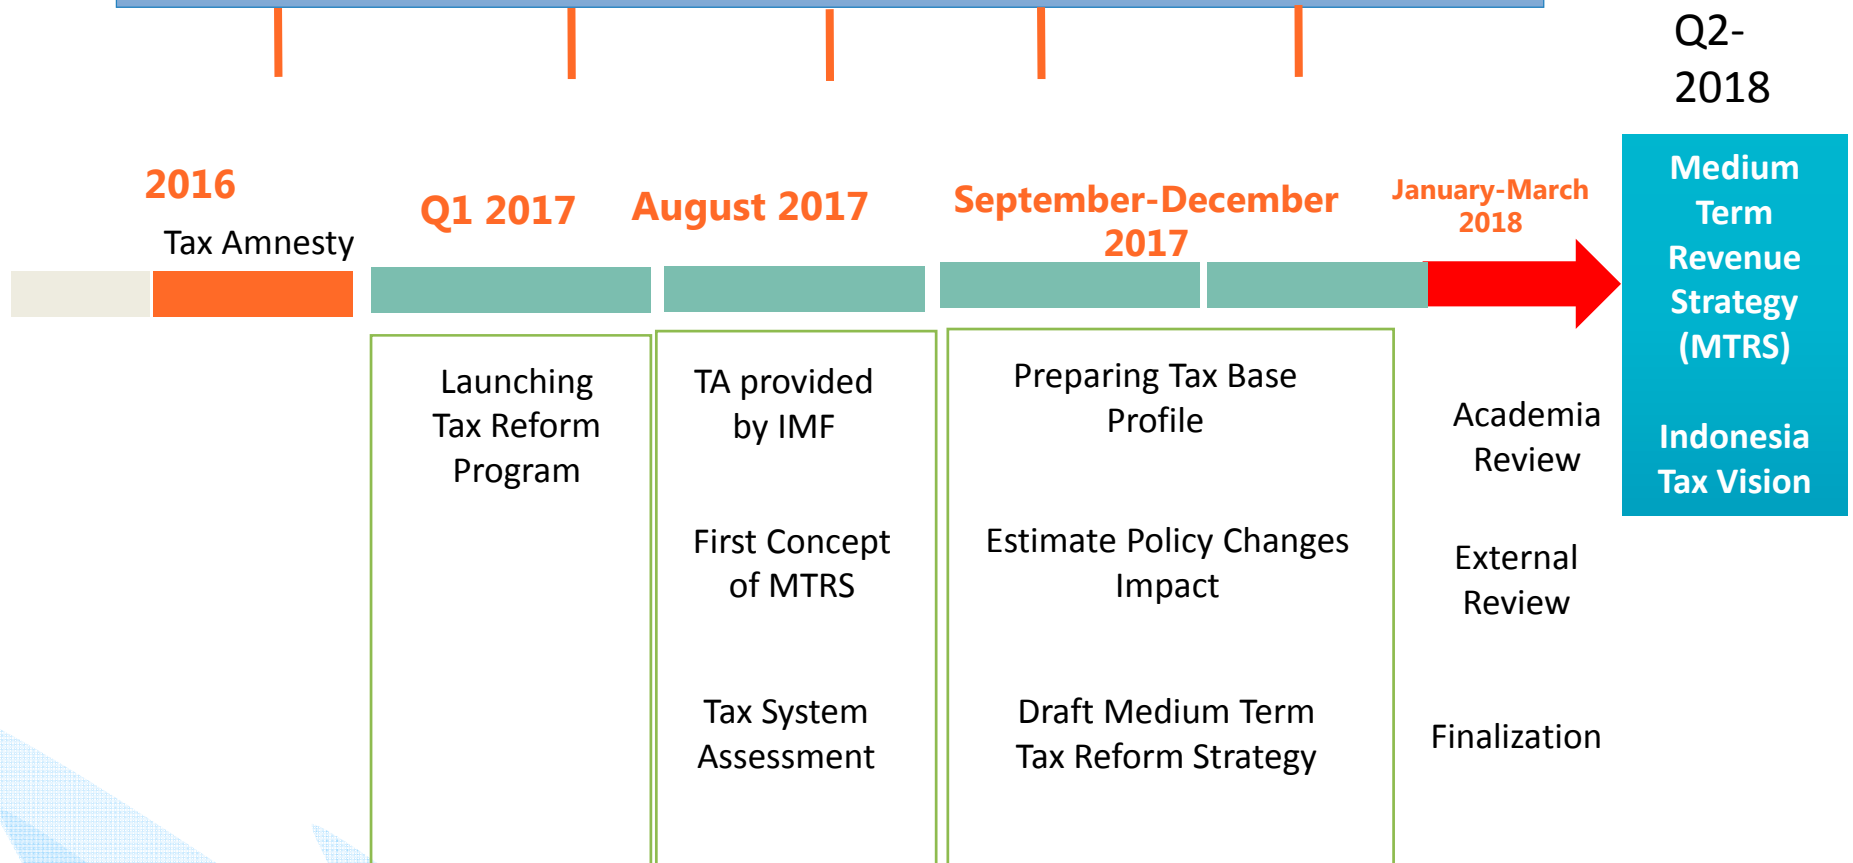 Q2-
2018
2016
Tax Amnesty
Q1 2017
August 2017
September-December
2017
January-March
2018
Medium
Term
Revenue
Strategy
(MTRS)
Indonesia
Tax Vision
Launching
Tax Reform
Program
TA provided
by IMF
First Concept
of MTRS
Tax System
Assessment
Preparing Tax Base
Profile
Estimate Policy Changes
Impact
Draft Medium Term
Tax Reform Strategy
Academia
Review
External
Review
Finalization